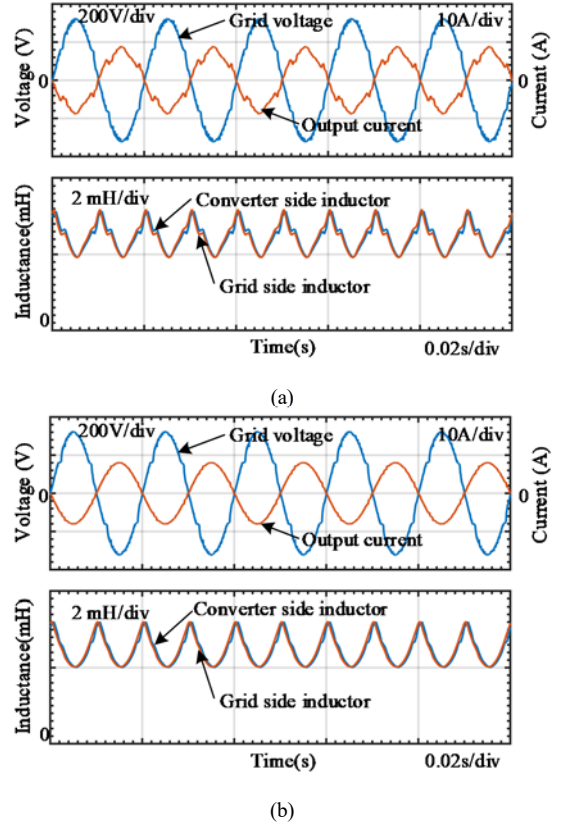 200V/div Grid voltage 10A/div
Voltage (V)
0
0
Current (A)
Output current
2 mH/div Converter side inductor
Inductance(mH)
Grid side inductor
0
Time(s) 0.02s/div
(a)
200V/div Grid voltage 10A/div
Voltage (V)
0
0
Current (A)
Output current
2 mH/div Converter side inductor
Inductance(mH)
Grid side inductor
0
Time(s) 0.02s/div
(b)